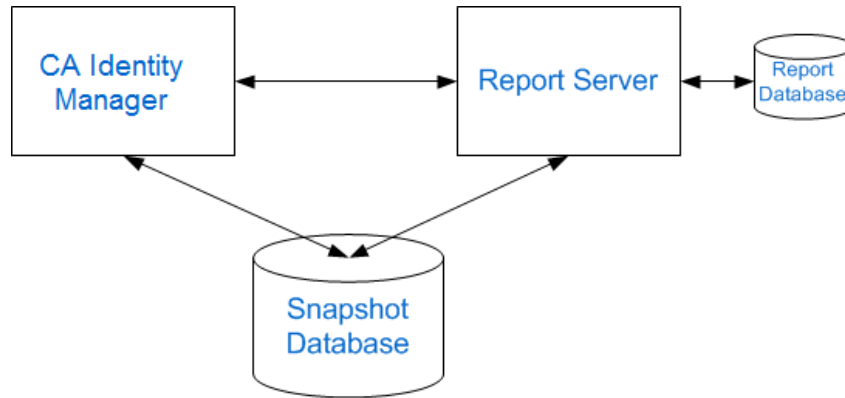 CA Identity
Manager
Report Server
Report
Database
Snapshot
Database